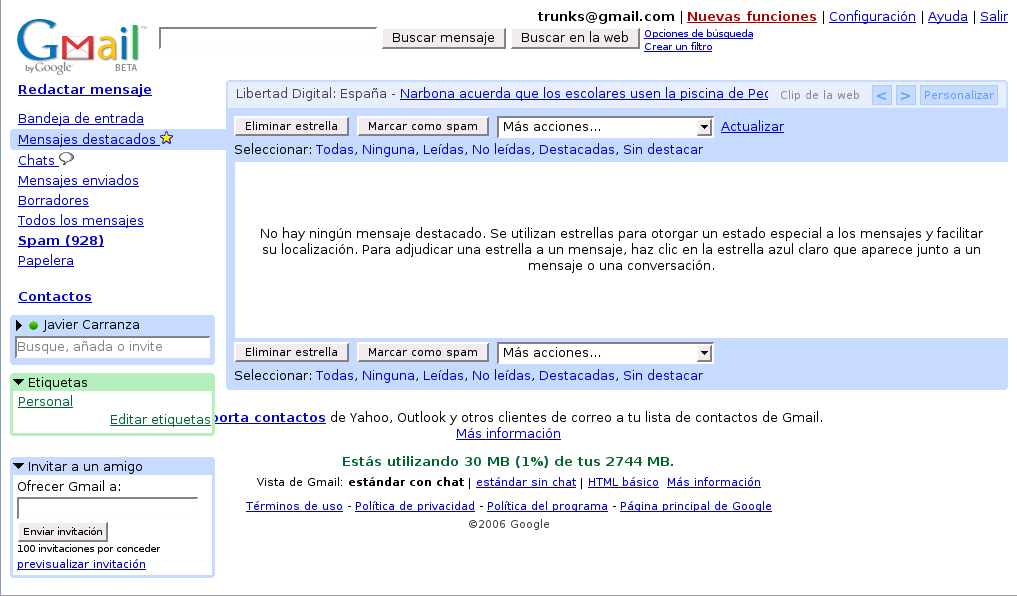 trunks@gmail.com | Nuevas funciones | Configuración | Ayuda | Salir
Gmail™
by Google BETA
Buscar mensaje Buscar en la web Opciones de búsqueda
Crear un filtro
Redactar mensaje
Bandeja de entrada
Mensajes destacados
Chats
Mensajes enviados
Borradores
Todos los mensajes
Spam (928)
Papelera
Contactos
Javier Carranza
Busque, añada o invite
Etiquetas
Personal
Editar etiquetas
Invitar a un amigo
Ofrecer Gmail a:
Enviar invitación
100 invitaciones por conceder
previsualizar invitación
Libertad Digital: España - Narbona acuerda que los escolares usen la piscina de Pec Clip de la web < > Personalizar
Eliminar estrella Marcar como spam Más acciones... Actualizar
Seleccionar: Todas, Ninguna, Leídas, No leídas, Destacadas, Sin destacar
No hay ningún mensaje destacado. Se utilizan estrellas para otorgar un estado especial a los mensajes y facilitar
su localización. Para adjudicar una estrella a un mensaje, haz clic en la estrella azul claro que aparece junto a un
mensaje o una conversación.
Eliminar estrella Marcar como spam Más acciones...
Seleccionar: Todas, Ninguna, Leídas, No leídas, Destacadas, Sin destacar
porta contactos de Yahoo, Outlook y otros clientes de correo a tu lista de contactos de Gmail.
Más información
Estás utilizando 30 MB (1%) de tus 2744 MB.
Vista de Gmail: estándar con chat | estándar sin chat | HTML básico Más información
Términos de uso - Política de privacidad - Política del programa - Página principal de Google
©2006 Google